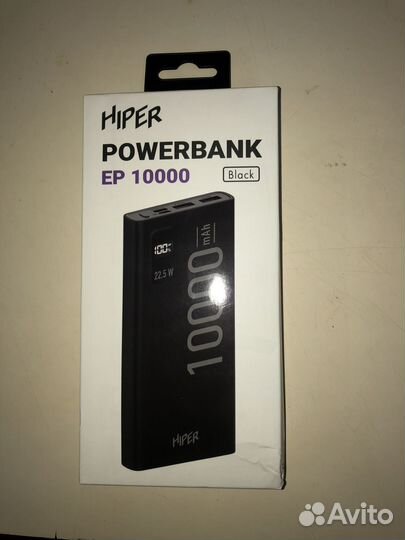 HIPER
POWERBANK
EP 10000
Black
100%
22.5 W
10000 mAh
HIPER
Avito